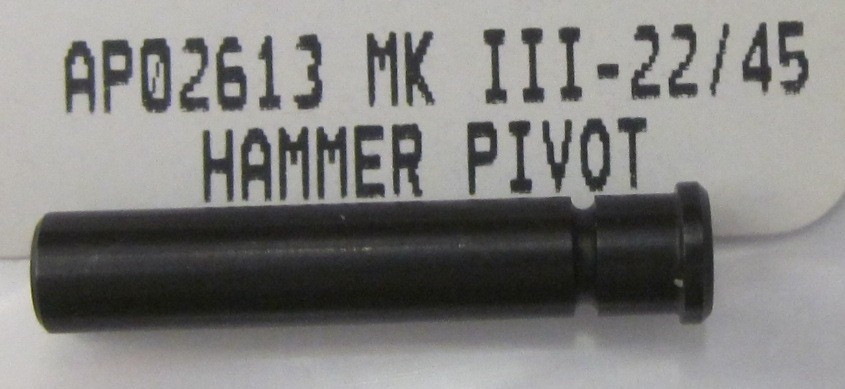 AP02613 MK III-22/45
HAMMER PIVOT